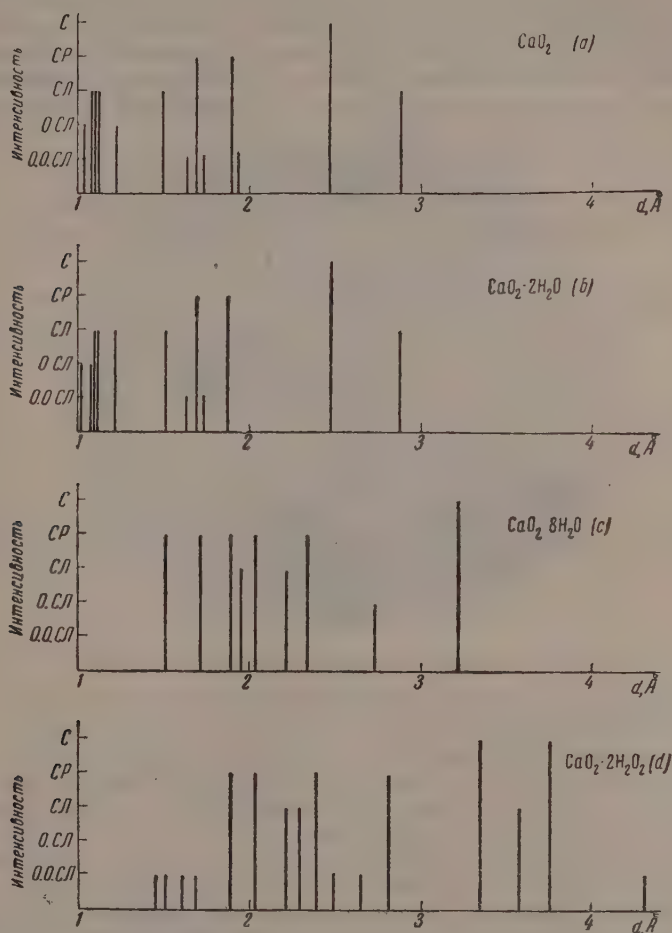 Интенсивность
С
СР
СЛ
О СЛ
О.О.СЛ
CaO₂ (а)
1 2 3 4 d, Å
Интенсивность
С
СР
СЛ
О СЛ
О.О СЛ
CaO₂·2H₂O (б)
1 2 3 4 d, Å
Интенсивность
С
СР
СЛ
О.СЛ
О.О.СЛ
CaO₂ 8H₂O (c)
1 2 3 4 d, Å
Интенсивность
С
СР
СЛ
О.СЛ
О.О.СЛ
CaO₂·2H₂O₂ (d)
1 2 3 4 d, Å